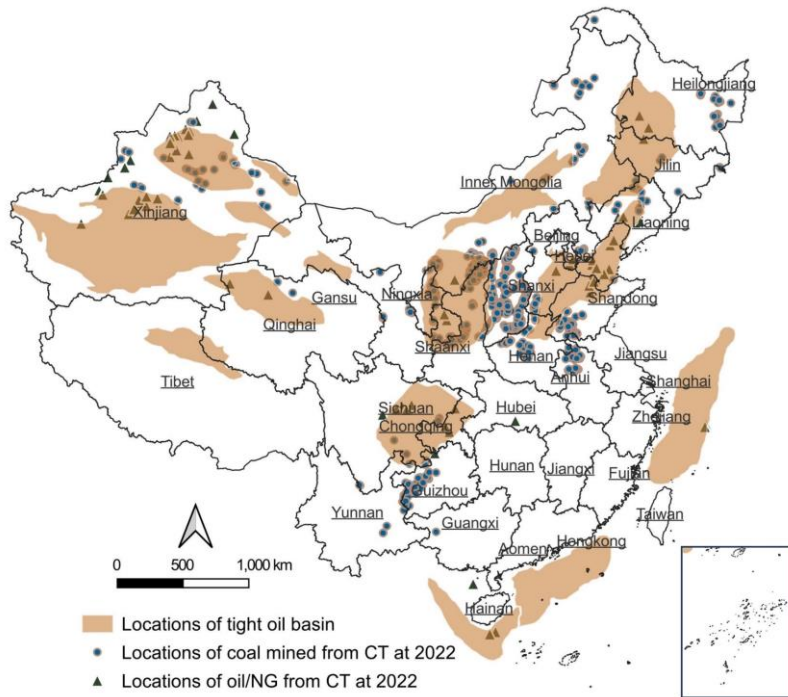 Heilongjiang
Jilin
Inner Mongolia
Liaoning
Xinjiang
Beijing
Hebei
Gansu
Ningxia
Shanxi
Shandong
Qinghai
Shaanxi
Henan
Jiangsu
Tibet
Anhui
Shanghai
Sichuan
Hubei
Zhejiang
Chongqing
Hunan
Jiangxi
Guizhou
Fujian
Yunnan
Guangxi
Taiwan
Aomen
Hongkong
0 500 1,000 km
Hainan
Locations of tight oil basin
Locations of coal mined from CT at 2022
Locations of oil/NG from CT at 2022